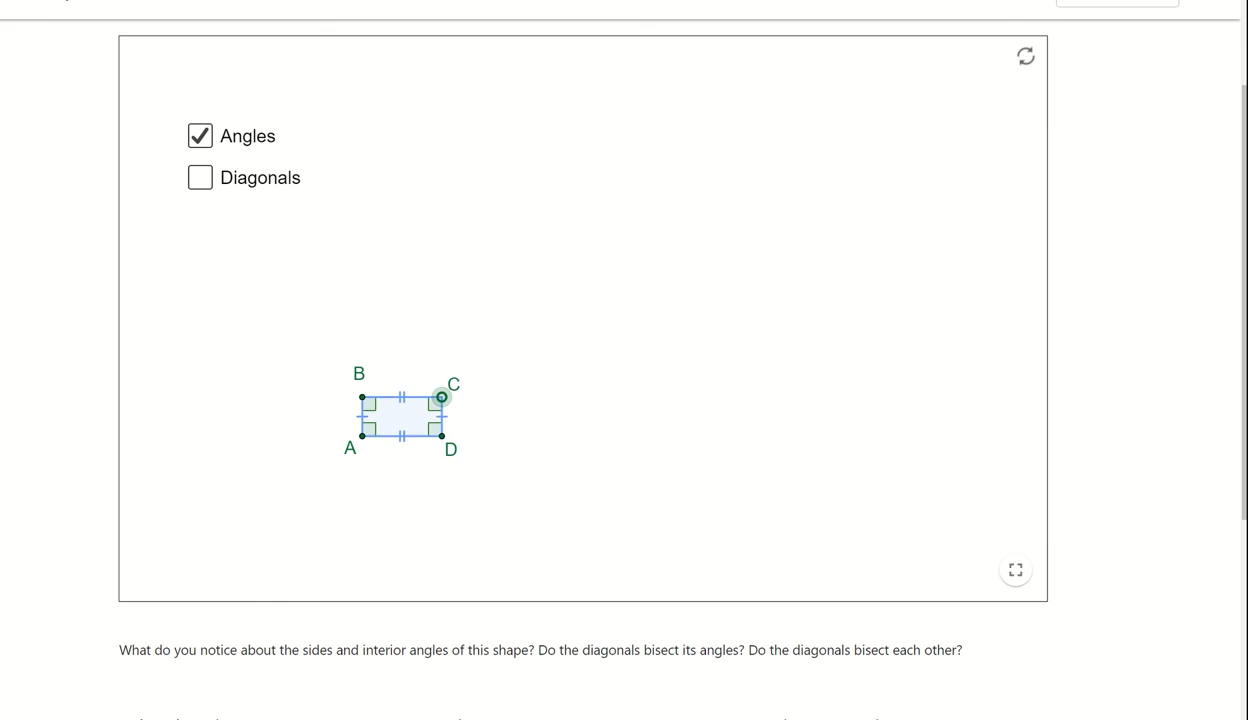 Angles
Diagonals
B
C
A
D
What do you notice about the sides and interior angles of this shape? Do the diagonals bisect its angles? Do the diagonals bisect each other?